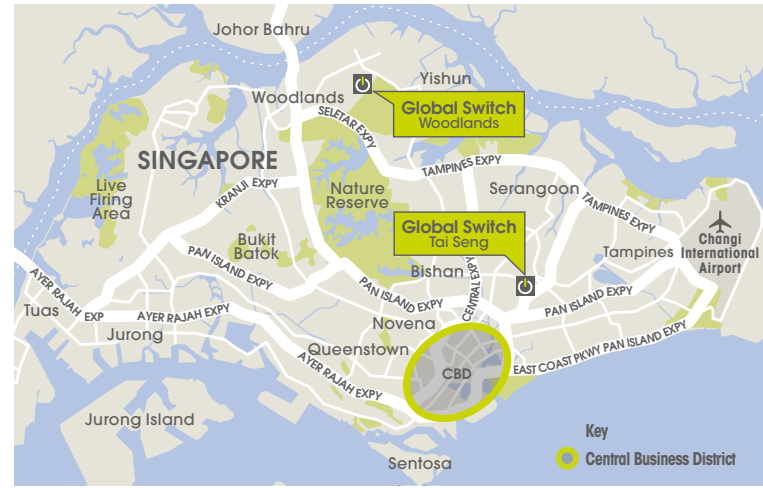 Johor Bahru
Yishun
Woodlands
Global Switch
Woodlands
SELETAR EXPY
SINGAPORE
TAMPINES EXPY
Live
Firing
Area
KRANJI EXPY
Nature
Reserve
Serangoon
TAMPINES EXPY
Global Switch
Tai Seng
Bukit
Batok
PAN ISLAND EXPY
Bishan
Tampines
Changi
International
Airport
AYER RAJAH EXP
PAN ISLAND EXPY
CENTRAL EXPY
PAN ISLAND EXPY
Tuas
AYER RAJAH EXPY
Jurong
Novena
Queenstown
AYER RAJAH EXPY
CBD
EAST COAST PKWY PAN ISLAND EXPY
Jurong Island
Sentosa
Key
Central Business District